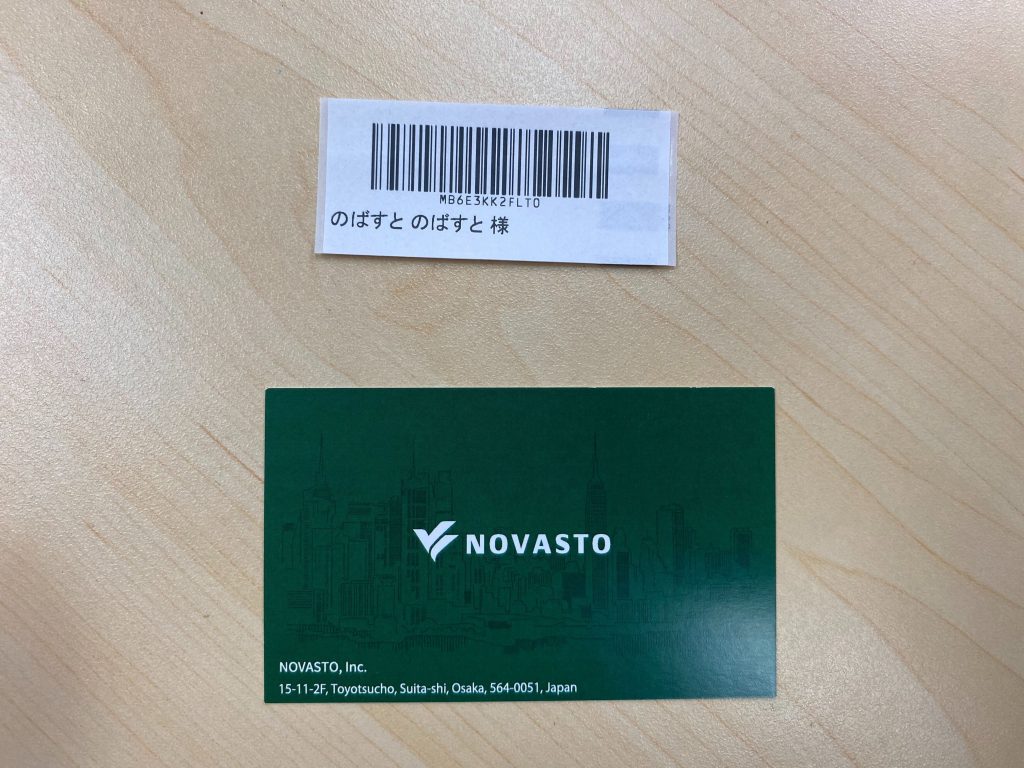 MB6E3KK2FLTO
のばすと のばすと 様
NOVASTO
NOVASTO, Inc.
15-11-2F, Toyotsucho, Suita-shi, Osaka, 564-0051, Japan